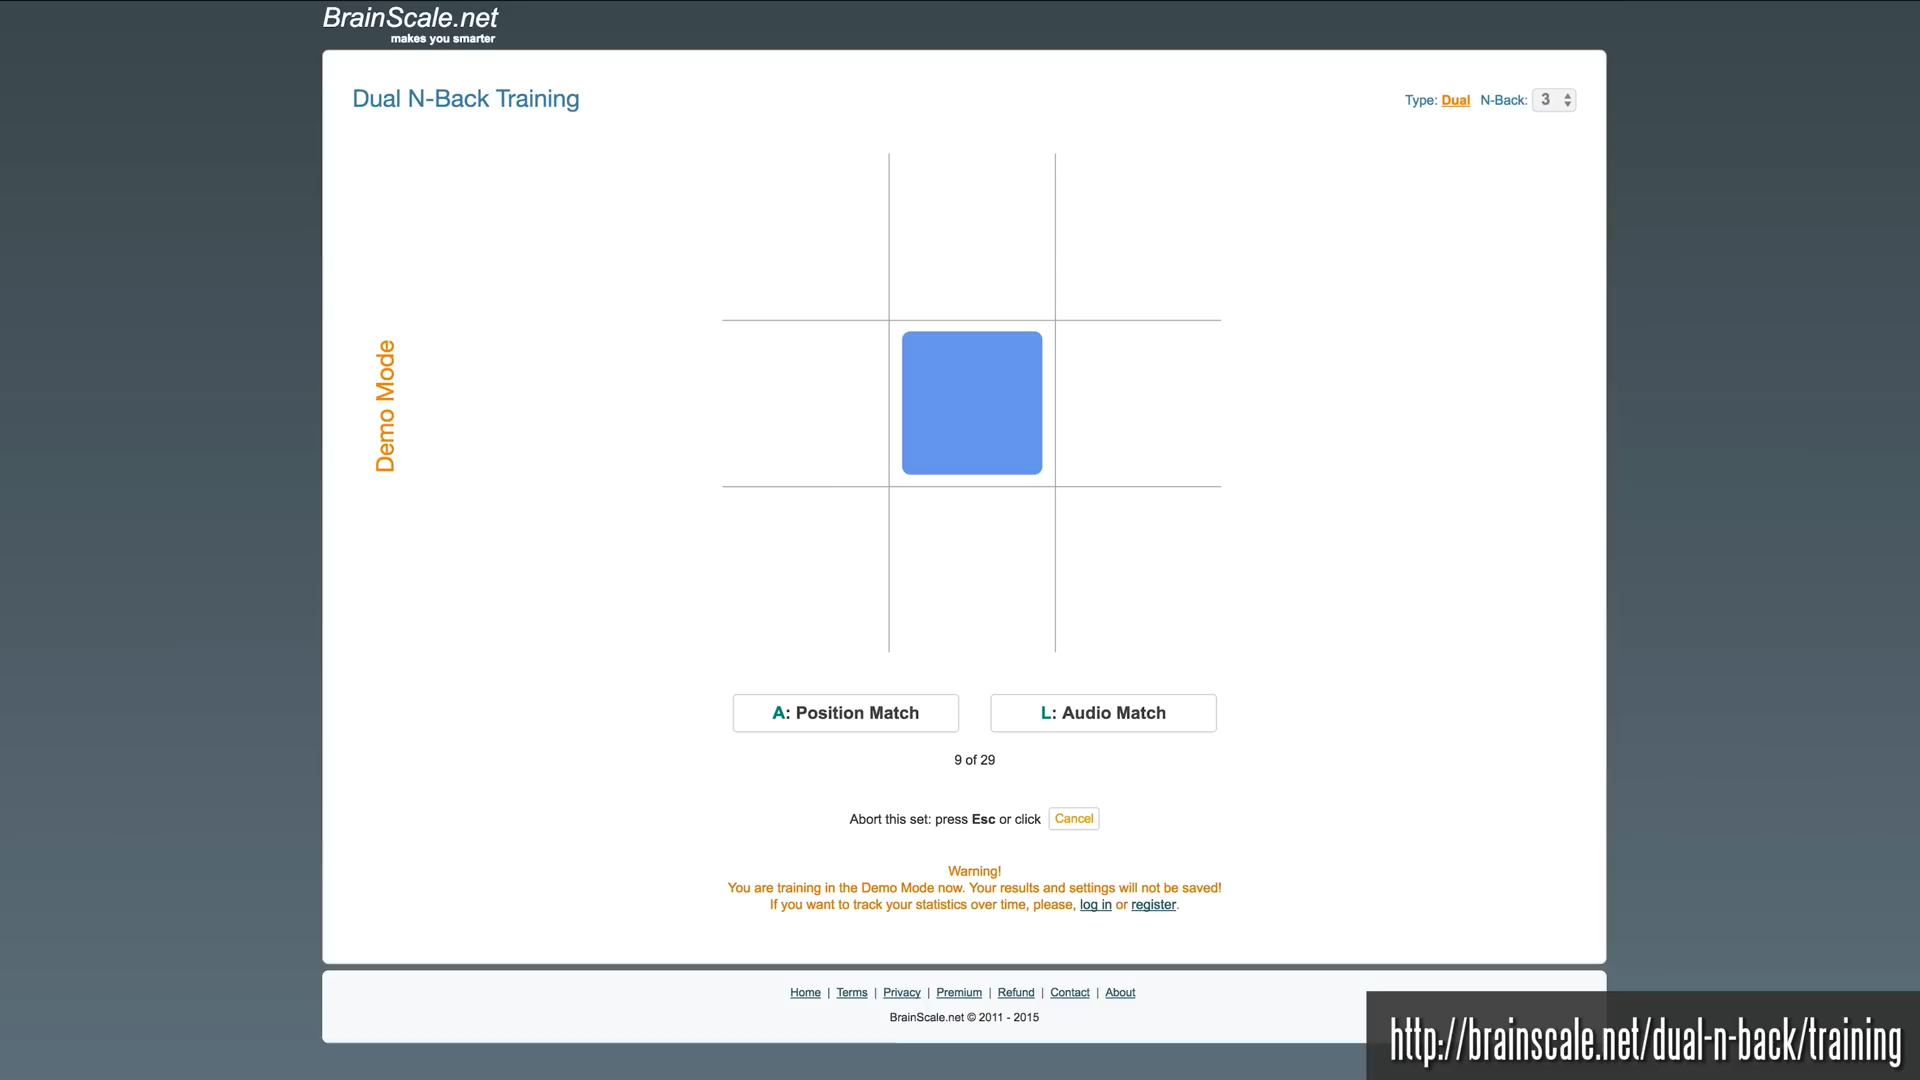 BrainScale.net
makes you smarter
Dual N-Back Training
Type: Dual N-Back: 3
Demo Mode
A: Position Match
L: Audio Match
9 of 29
Abort this set: press Esc or click Cancel
Warning!
You are training in the Demo Mode now. Your results and settings will not be saved!
If you want to track your statistics over time, please, log in or register.
Home | Terms | Privacy | Premium | Refund | Contact | About
BrainScale.net © 2011 - 2015
http://brainscale.net/dual-n-back/training